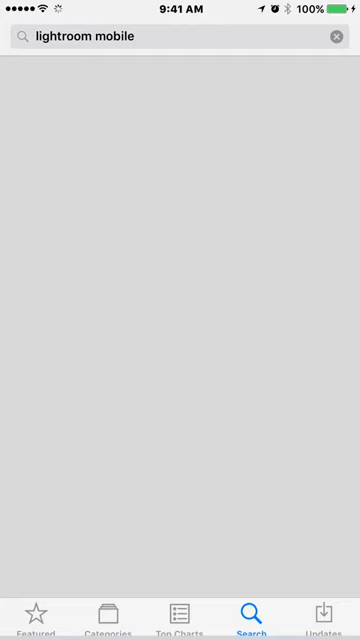 9:41 AM 100%
lightroom mobile
Featured Categories Top Charts Search Updates